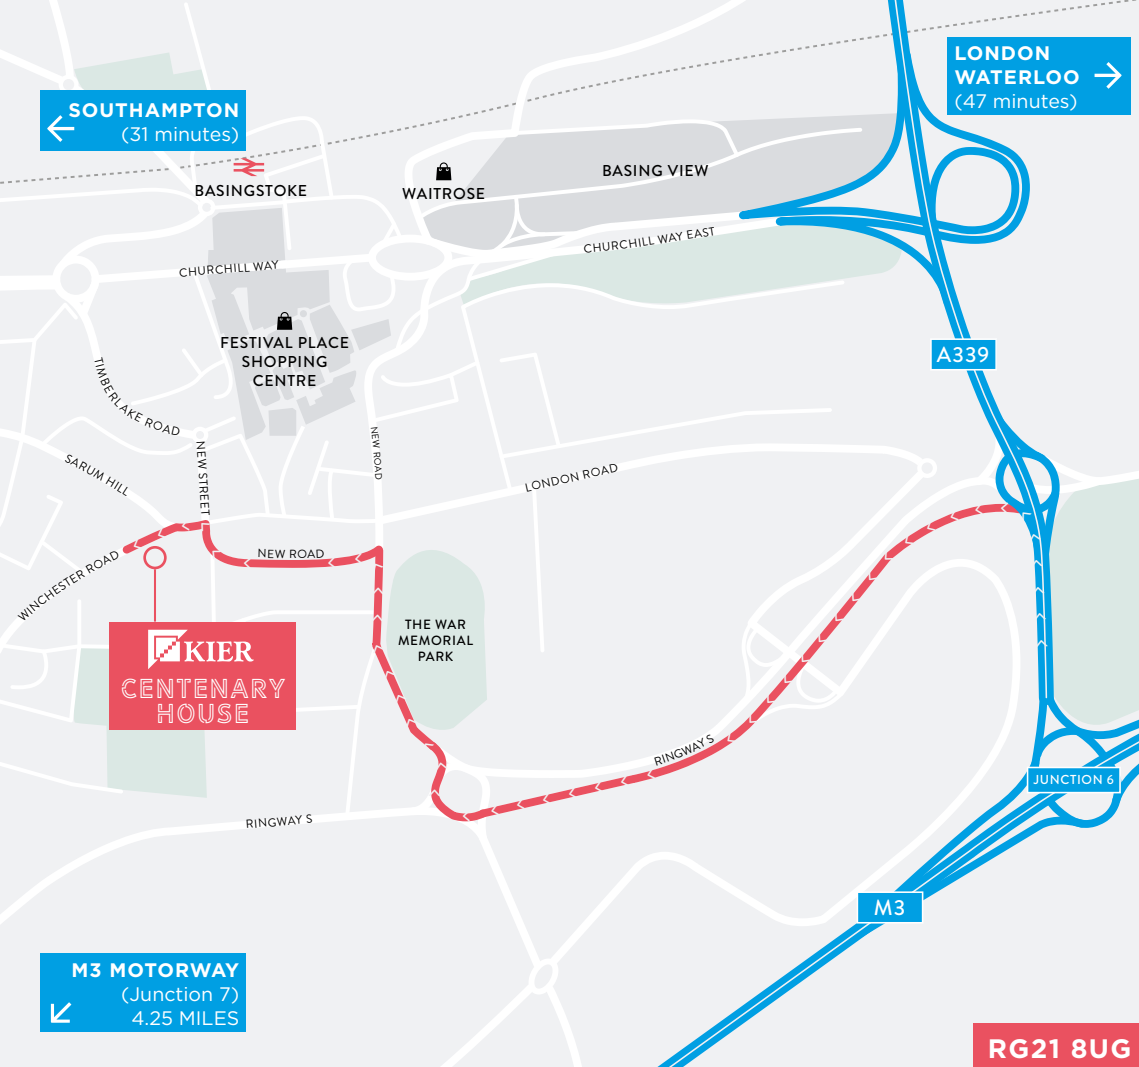 LONDON
WATERLOO
(47 minutes)
SOUTHAMPTON
(31 minutes)
BASINGSTOKE
WAITROSE
BASING VIEW
CHURCHILL WAY EAST
CHURCHILL WAY
FESTIVAL PLACE
SHOPPING
CENTRE
A339
TIMBERLAKE ROAD
NEW STREET
NEW ROAD
SARUM HILL
LONDON ROAD
NEW ROAD
WINCHESTER ROAD
THE WAR
MEMORIAL
PARK
KIER
CENTENARY
HOUSE
RINGWAY S
JUNCTION 6
RINGWAY S
M3
M3 MOTORWAY
(Junction 7)
4.25 MILES
RG21 8UG